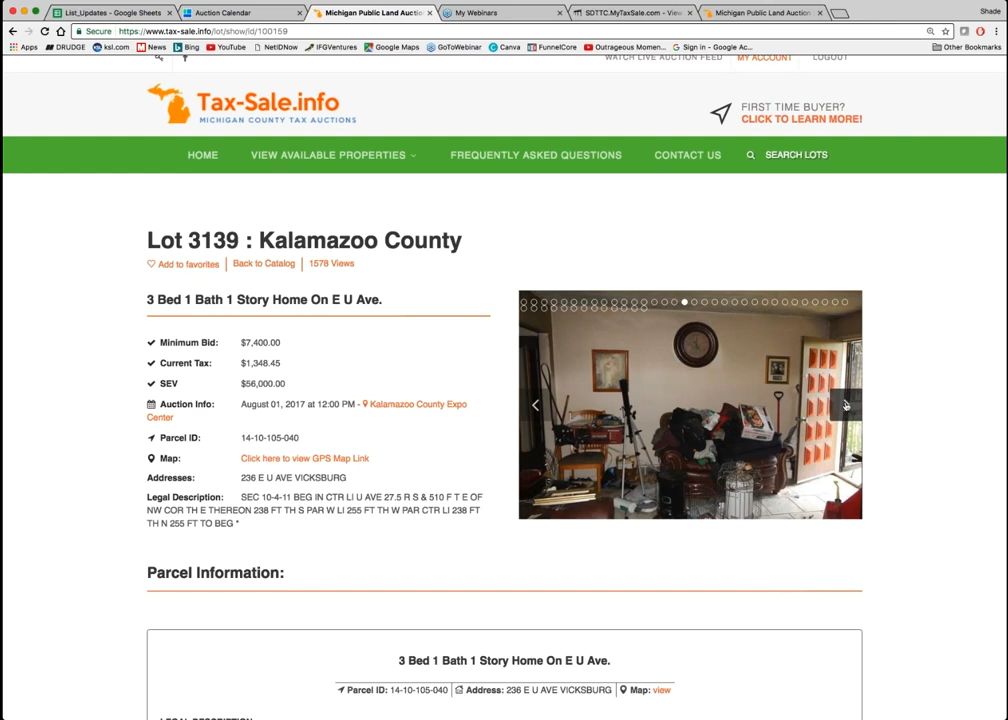 List_Updates - Google Sheets
Auction Calendar
Michigan Public Land Auctio
My Webinars
SDTTC.MyTaxSale.com - View
Michigan Public Land Auction
Shade
Secure
https://www.tax-sale.info/lot/show/id/100159
Apps
DRUDGE
ksl.com
News
Bing
YouTube
NetIDNow
IFGVentures
Google Maps
GoToWebinar
Canva
FunnelCore
Outrageous Momen...
Sign in - Google Ac...
Other Bookmarks
WATCH LIVE AUCTION FEED
MY ACCOUNT
LOGOUT
Tax-Sale.info
MICHIGAN COUNTY TAX AUCTIONS
FIRST TIME BUYER?
CLICK TO LEARN MORE!
HOME
VIEW AVAILABLE PROPERTIES
FREQUENTLY ASKED QUESTIONS
CONTACT US
SEARCH LOTS
Lot 3139 : Kalamazoo County
Add to favorites | Back to Catalog | 1578 Views
3 Bed 1 Bath 1 Story Home On E U Ave.
Minimum Bid: $7,400.00
Current Tax: $1,348.45
SEV $56,000.00
Auction Info: August 01, 2017 at 12:00 PM - Kalamazoo County Expo
Center
Parcel ID: 14-10-105-040
Map: Click here to view GPS Map Link
Addresses: 236 E U AVE VICKSBURG
Legal Description: SEC 10-4-11 BEG IN CTR LI U AVE 27.5 R S & 510 F T E OF
NW COR TH E THEREON 238 FT TH S PAR W LI 255 FT TH W PAR CTR LI 238 FT
TH N 255 FT TO BEG *
Parcel Information:
3 Bed 1 Bath 1 Story Home On E U Ave.
Parcel ID: 14-10-105-040 | Address: 236 E U AVE VICKSBURG | Map: view
LEGAL DESCRIPTION